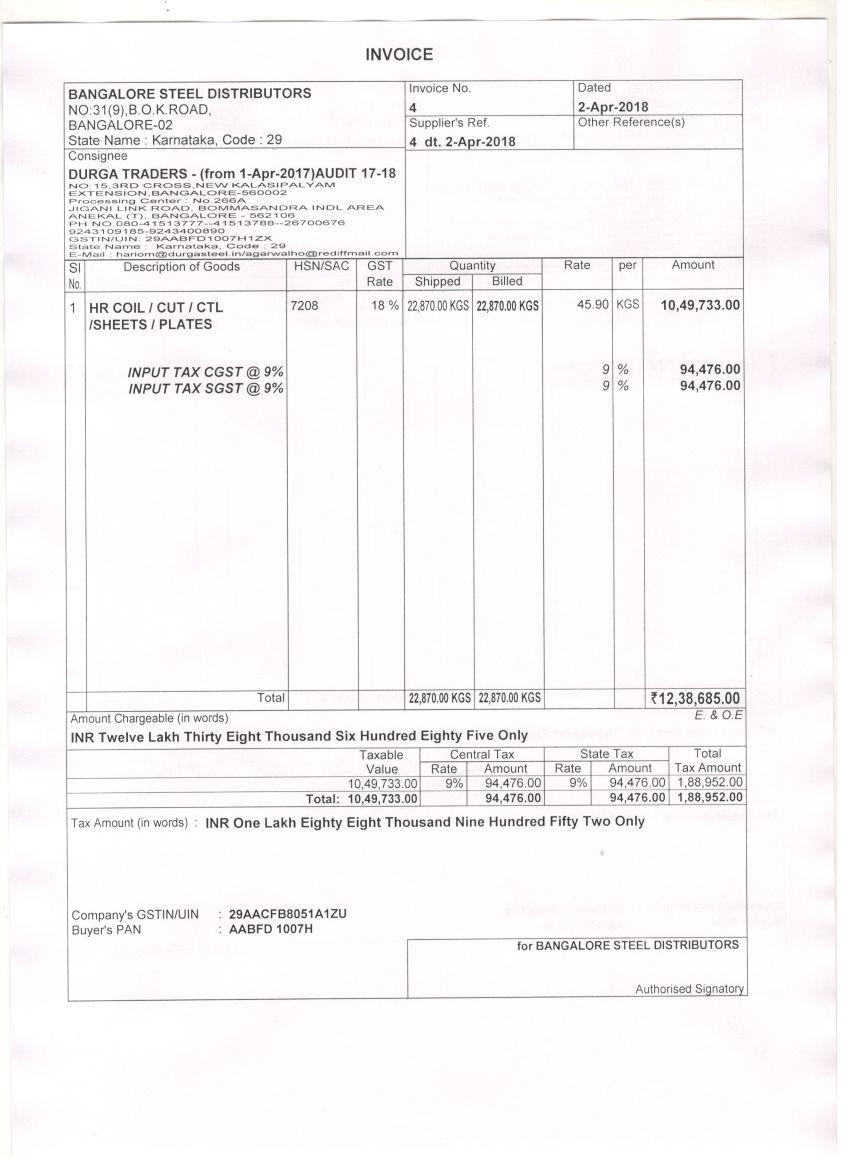 INVOICE
BANGALORE STEEL DISTRIBUTORS
NO:31(9),B.O.K.ROAD,
BANGALORE-02
State Name : Karnataka, Code : 29
Invoice No.
4
Dated
2-Apr-2018
Supplier's Ref.
4 dt. 2-Apr-2018
Other Reference(s)
Consignee
DURGA TRADERS - (from 1-Apr-2017)AUDIT 17-18
NO:15,3RD CROSS,NEW KALASIPALYAM
EXTENSION,BANGALORE-560002
Processing Center : No.266A
JIGANI LINK ROAD, BOMMASANDRA INDL AREA
ANEKAL (T), BANGALORE - 562106
PH NO:080-41513777--41513788--26700676
9243109185-9243400890
GSTIN/UIN: 29AABFD1007H1ZX
State Name : Karnataka, Code : 29
E-Mail : hariom@durgasteel.in/agarwalho@rediffmail.com
Sl No. Description of Goods HSN/SAC GST Rate Quantity Rate per Amount
Shipped Billed
1 HR COIL / CUT / CTL 7208 18 % 22,870.00 KGS 22,870.00 KGS 45.90 KGS 10,49,733.00
/SHEETS / PLATES
INPUT TAX CGST @ 9% 9 % 94,476.00
INPUT TAX SGST @ 9% 9 % 94,476.00
Total 22,870.00 KGS 22,870.00 KGS ₹12,38,685.00
Amount Chargeable (in words) E. & O.E
INR Twelve Lakh Thirty Eight Thousand Six Hundred Eighty Five Only
Taxable Central Tax State Tax Total
Value Rate Amount Rate Amount Tax Amount
10,49,733.00 9% 94,476.00 9% 94,476.00 1,88,952.00
Total: 10,49,733.00 94,476.00 94,476.00 1,88,952.00
Tax Amount (in words) : INR One Lakh Eighty Eight Thousand Nine Hundred Fifty Two Only
Company's GSTIN/UIN : 29AACFB8051A1ZU
Buyer's PAN : AABFD 1007H
for BANGALORE STEEL DISTRIBUTORS
Authorised Signatory